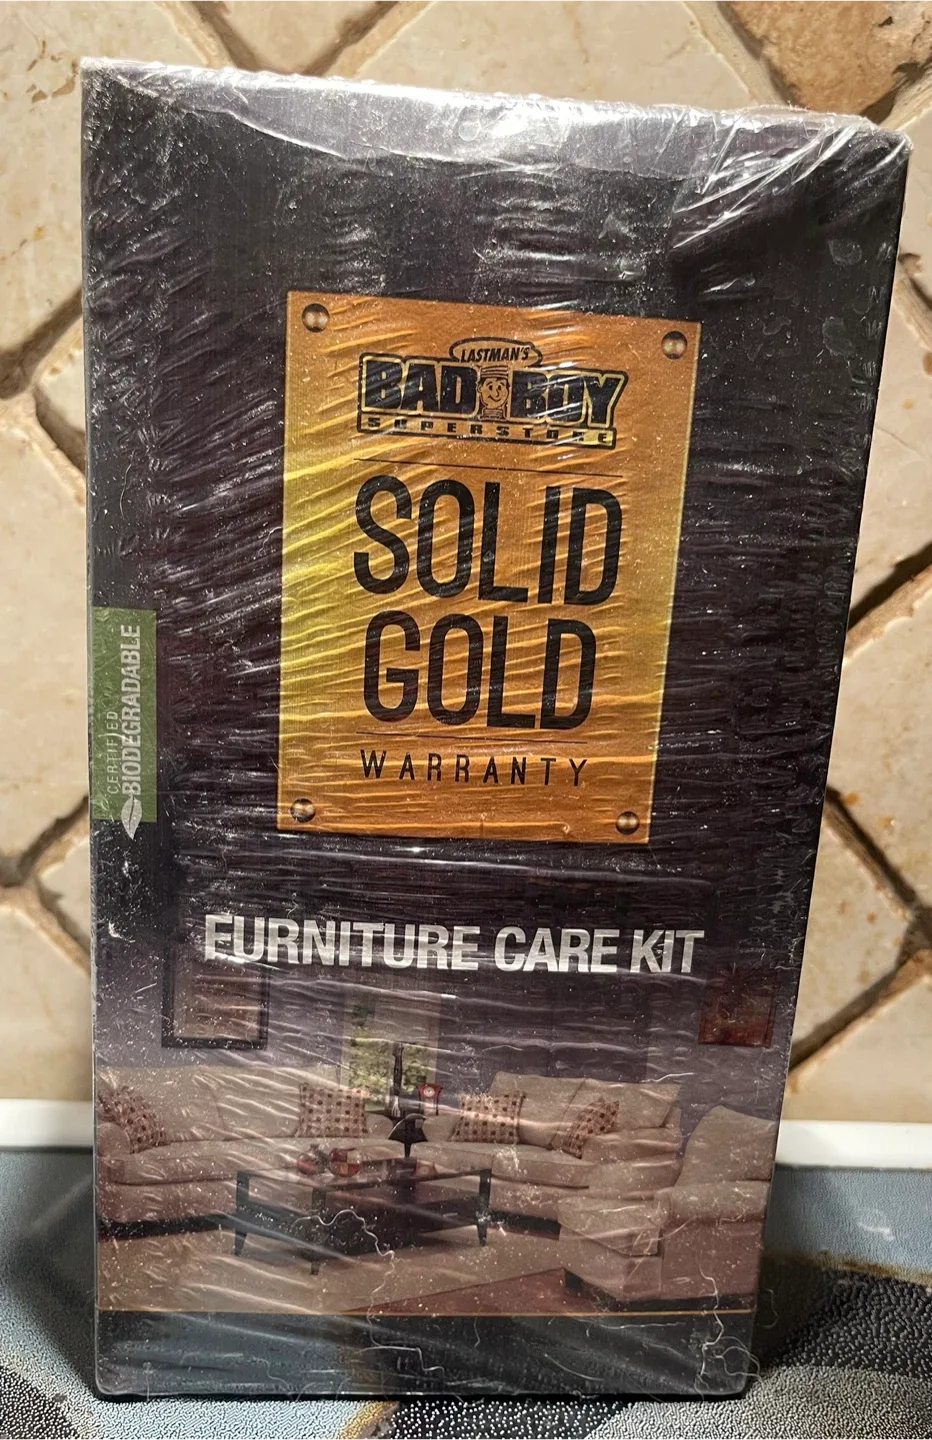 LASTMAN'S
BAD BOY
SUPERSTORE
SOLID
GOLD
WARRANTY
CERTIFIED
BIODEGRADABLE
FURNITURE CARE KIT